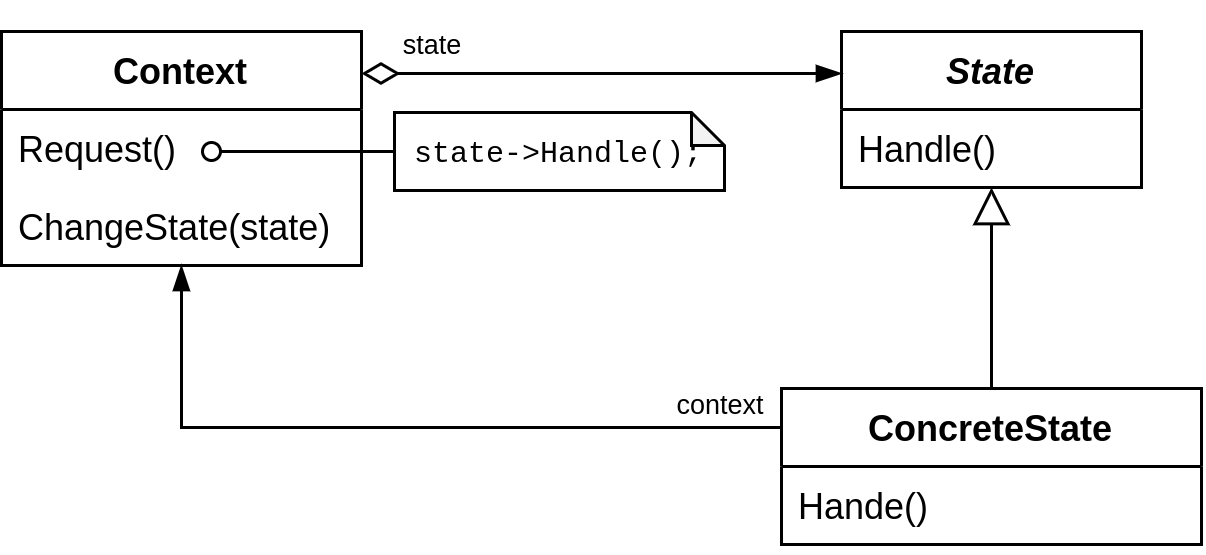 state
Context
State
Request()
state->Handle();
Handle()
ChangeState(state)
context
ConcreteState
Hande()